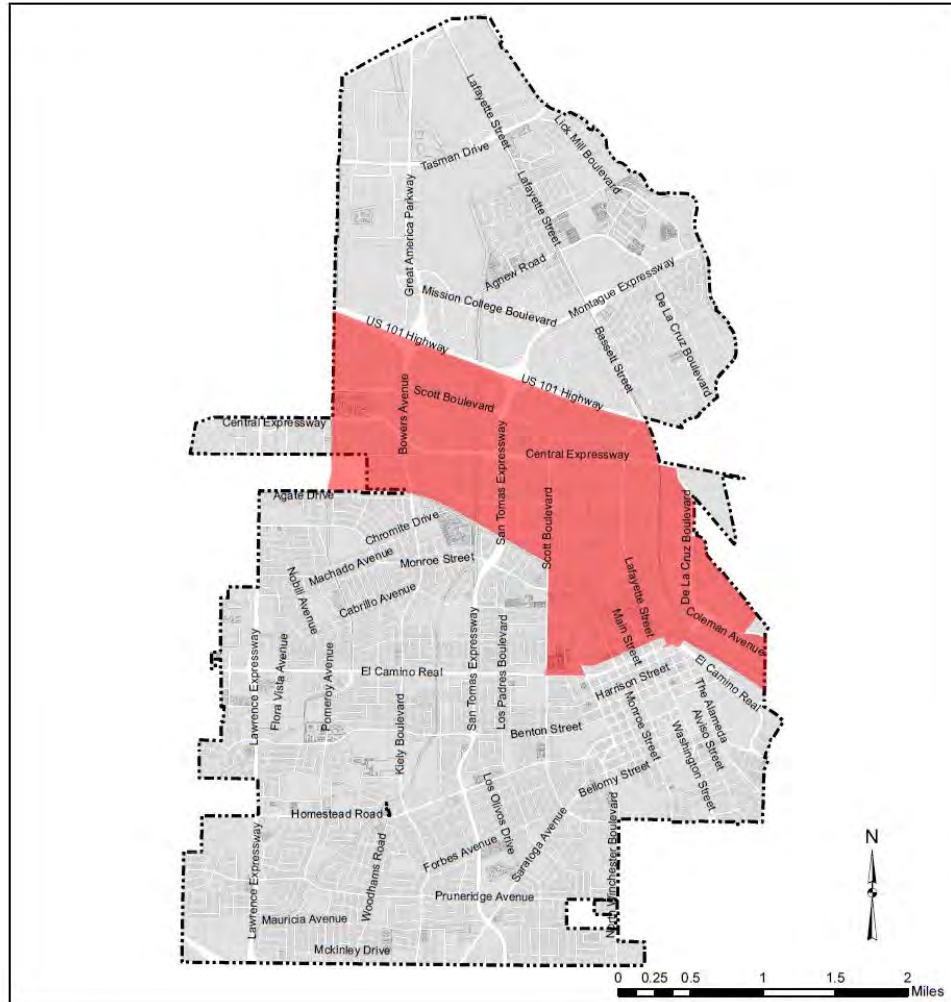 Lafayette Street
Lick Mill Boulevard
Tasman Drive
Great America Parkway
Lafayette Street
Agnew Road
Mission College Boulevard
Montague Expressway
De La Cruz Boulevard
Bassett Street
US 101 Highway
US 101 Highway
Scott Boulevard
Bowers Avenue
Central Expressway
San Tomas Expressway
Central Expressway
Agate Drive
Scott Boulevard
De La Cruz Boulevard
Chromite Drive
Machado Avenue
Monroe Street
Nobili Avenue
Cabrillo Avenue
Lafayette Street
Main Street
Coleman Avenue
Lawrence Expressway
Flora Vista Avenue
Pomeroy Avenue
El Camino Real
San Tomas Expressway
Los Padres Boulevard
Harrison Street
El Camino Real
The Alameda
Alviso Street
Kiely Boulevard
Benton Street
Monroe Street
Washington Street
Bellomy Street
Los Olivos Drive
Homestead Road
Forbes Avenue
Saratoga Avenue
North Winchester Boulevard
Lawrence Expressway
Woodhams Road
Pruneridge Avenue
Mauricia Avenue
Mckinley Drive
N
0 0.25 0.5 1 2
Miles